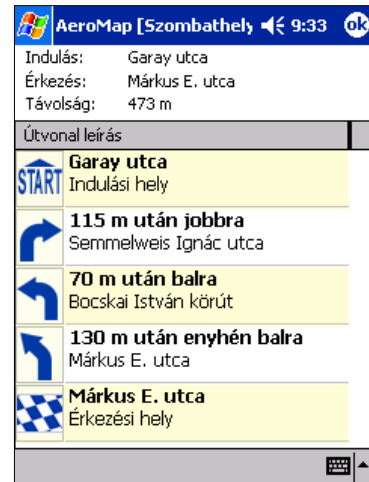 AeroMap [Szombathely 9:33 ok
Indulás: Garay utca
Érkezés: Márkus E. utca
Távolság: 473 m
Útvonal leírás
START
Garay utca
Indulási hely
115 m után jobbra
Semmelweis Ignác utca
70 m után balra
Bocskai István körút
130 m után enyhén balra
Márkus E. utca
Márkus E. utca
Érkezési hely